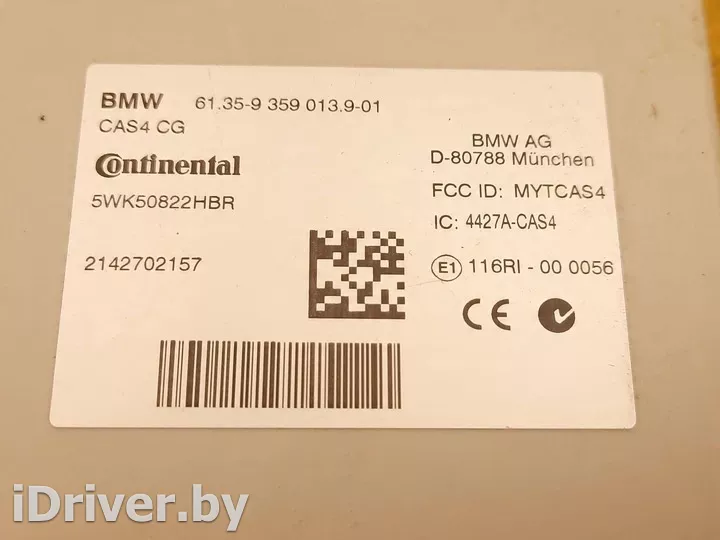 BMW 61.35-9 359 013.9-01
CAS4 CG
Continental
5WK50822HBR
2142702157
BMW AG
D-80788 München
FCC ID: MYTCAS4
IC: 4427A-CAS4
E1 116RI - 00 0056
CE
iDriver.by